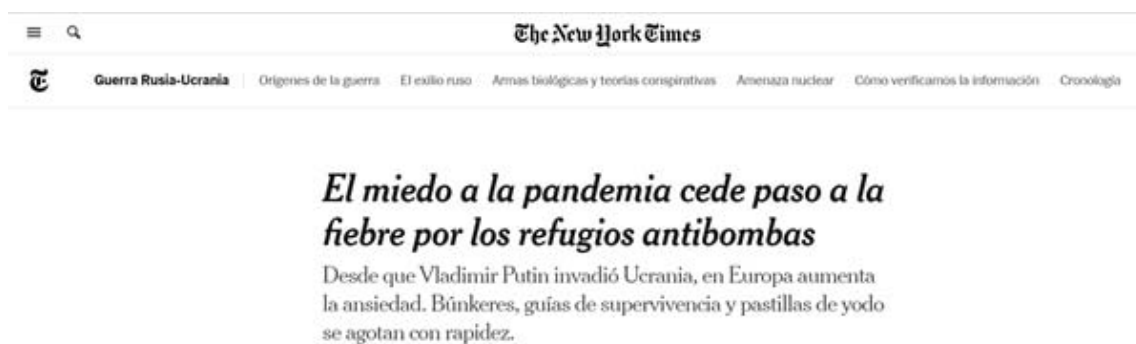 The New York Times
Guerra Rusia-Ucrania Orígenes de la guerra El exilio ruso Armas biológicas y teorías conspirativas Amenaza nuclear Cómo verificamos la información Cronología
El miedo a la pandemia cede paso a la
fiebre por los refugios antibombas
Desde que Vladimir Putin invadió Ucrania, en Europa aumenta
la ansiedad. Búnkeres, guías de supervivencia y pastillas de yodo
se agotan con rapidez.